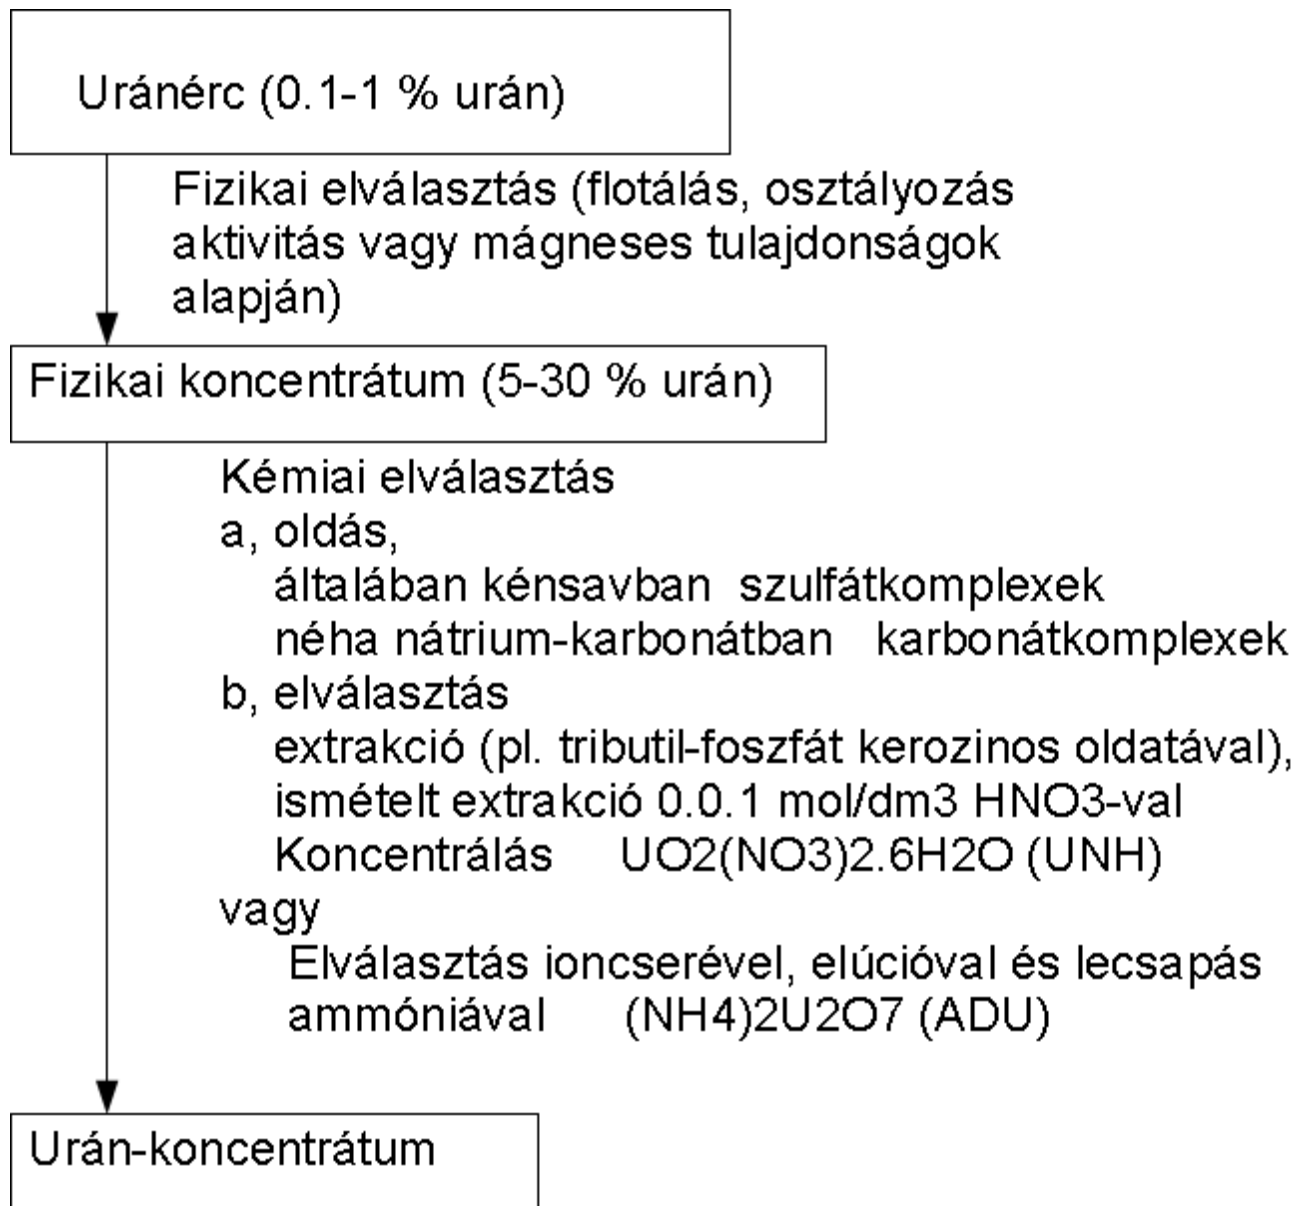 Uránérc (0.1-1 % urán)
Fizikai elválasztás (flotálás, osztályozás
aktivitás vagy mágneses tulajdonságok
alapján)
Fizikai koncentrátum (5-30 % urán)
Kémiai elválasztás
a, oldás,
általában kénsavban szulfátkomplexek
néha nátrium-karbonátban karbonátkomplexek
b, elválasztás
extrakció (pl. tributil-foszfát kerozinos oldatával),
ismételt extrakció 0.0.1 mol/dm3 HNO3-val
Koncentrálás UO2(NO3)2.6H2O (UNH)
vagy
Elválasztás ioncserével, elúcióval és lecsapás
ammóniával (NH4)2U2O7 (ADU)
Urán-koncentrátum